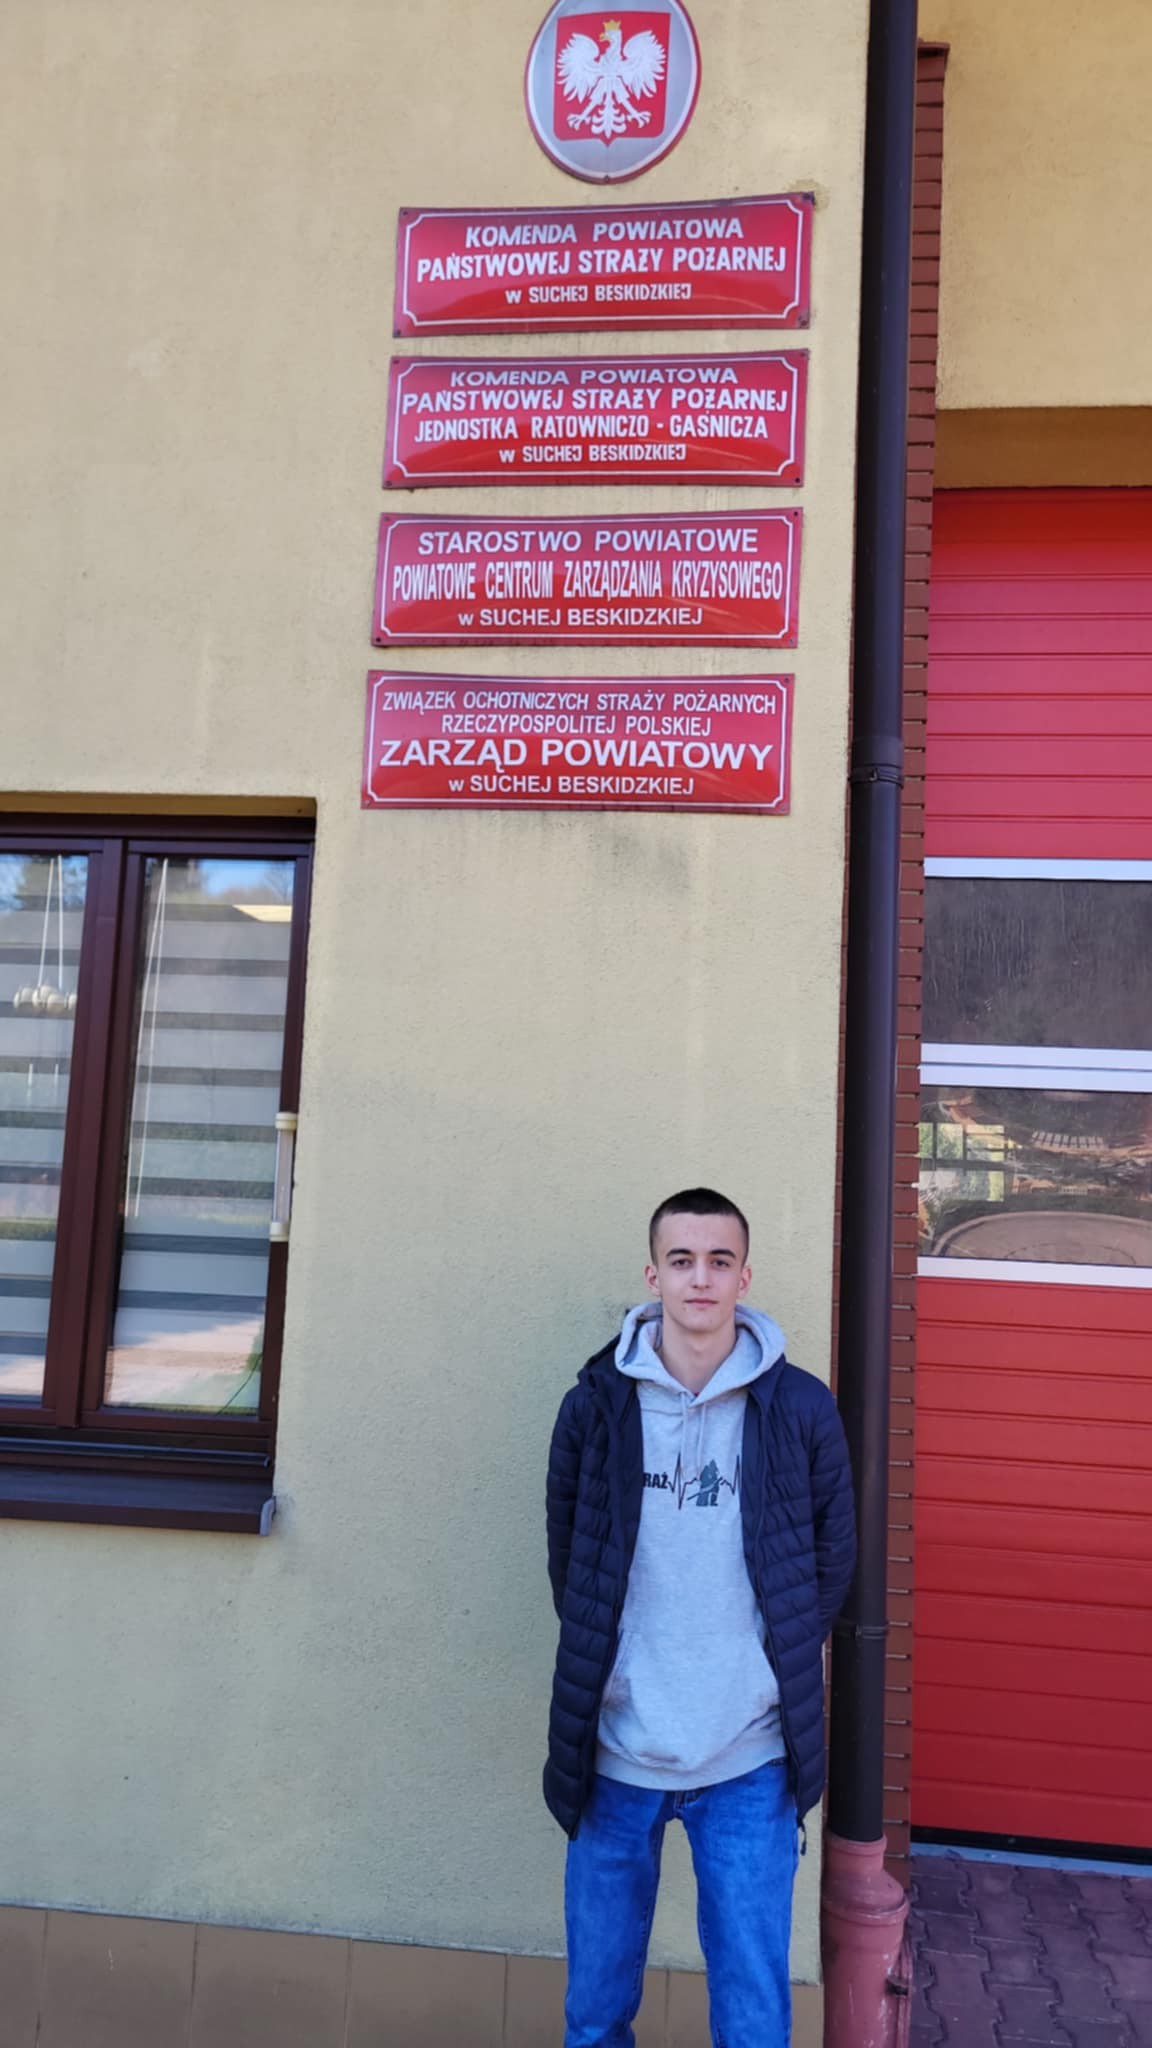 KOMENDA POWIATOWA
PAŃSTWOWEJ STRAŻY POŻARNEJ
w SUCHEJ BESKIDZKIEJ
KOMENDA POWIATOWA
PAŃSTWOWEJ STRAŻY POŻARNEJ
JEDNOSTKA RATOWNICZO - GAŚNICZA
w SUCHEJ BESKIDZKIEJ
STAROSTWO POWIATOWE
POWIATOWE CENTRUM ZARZĄDZANIA KRYZYSOWEGO
w SUCHEJ BESKIDZKIEJ
ZWIĄZEK OCHOTNICZYCH STRAŻY POŻARNYCH
RZECZYPOSPOLITEJ POLSKIEJ
ZARZĄD POWIATOWY
w SUCHEJ BESKIDZKIEJ
RAŻ